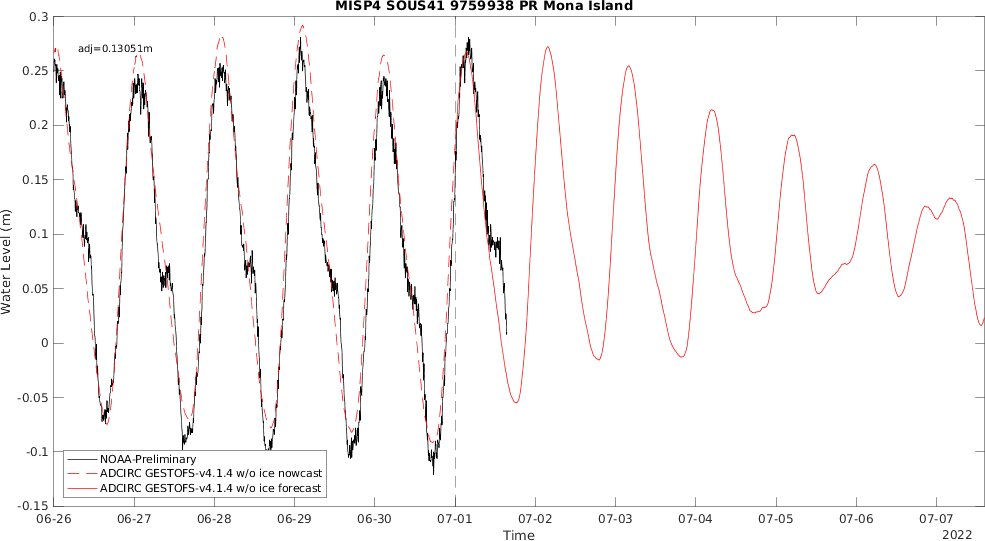 MISP4 SOUS41 9759938 PR Mona Island
adj=0.13051m
Water Level (m)
0.3
0.25
0.2
0.15
0.1
0.05
0
-0.05
-0.1
-0.15
NOAA-Preliminary
ADCIRC GESTOFS-v4.1.4 w/o ice nowcast
ADCIRC GESTOFS-v4.1.4 w/o ice forecast
06-26 06-27 06-28 06-29 06-30 07-01 07-02 07-03 07-04 07-05 07-06 07-07
Time
2022